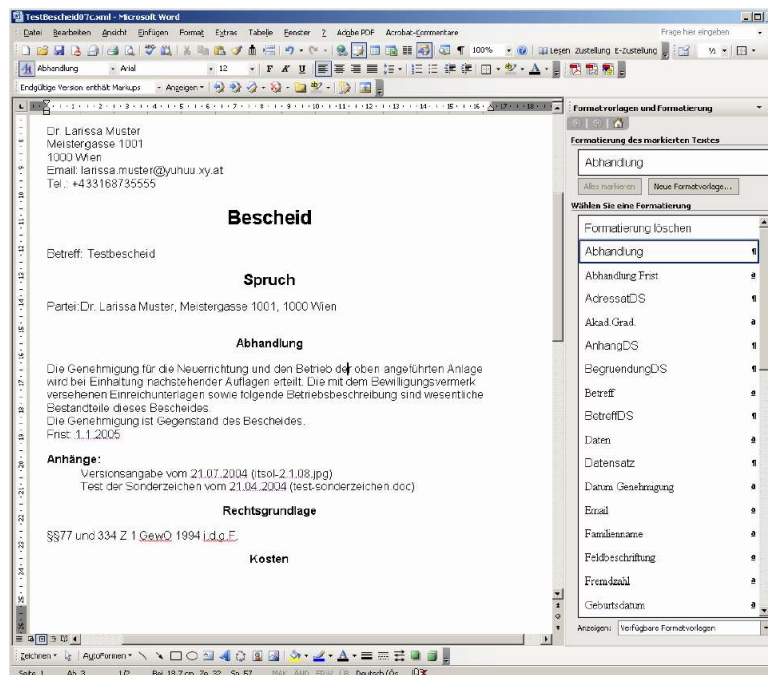 TestBescheid07c.xml - Microsoft Word
Datei Bearbeiten Ansicht Einfügen Format Extras Tabelle Fenster ? Adobe PDF Acrobat-Kommentare Frage hier eingeben
100% Lesen Zustellung E-Zustellung
Abhandlung Arial 12 F K U
Endgültige Version enthält Markups Anzeigen
Dr. Larissa Muster
Meistergasse 1001
1000 Wien
Email: larissa.muster@yuhuu.xy.at
Tel.: +433168735555
Bescheid
Betreff: Testbescheid
Spruch
Partei:Dr. Larissa Muster, Meistergasse 1001, 1000 Wien
Abhandlung
Die Genehmigung für die Neuerrichtung und den Betrieb der oben angeführten Anlage
wird bei Einhaltung nachstehender Auflagen erteilt. Die mit dem Bewilligungsvermerk
versehenen Einreichunterlagen sowie folgende Betriebsbeschreibung sind wesentliche
Bestandteile dieses Bescheides.
Die Genehmigung ist Gegenstand des Bescheides.
Frist: 1.1.2005
Anhänge:
Versionsangabe vom 21.07.2004 (itsol-2.1.08.jpg)
Test der Sonderzeichen vom 21.04.2004 (test-sonderzeichen.doc)
Rechtsgrundlage
§§77 und 334 Z 1 GewO 1994 i.d.g.F.
Kosten
Formatvorlagen und Formatierung
Formatierung des markierten Textes
Abhandlung
Alles markieren Neue Formatvorlage...
Wählen Sie eine Formatierung
Formatierung löschen
Abhandlung ¶
Abhandlung Frist a
AdressatDS ¶
Akad.Grad. a
AnhangDS ¶
BegruendungDS ¶
Betreff a
BetreffDS ¶
Daten a
Datensatz ¶
Datum Genehmigung a
Email a
Familienname a
Feldbeschriftung a
Fremdzahl a
Geburtsdatum a
Anzeigen: Verfügbare Formatvorlagen
Zeichnen AutoFormen
Seite 1 Ab 3 1/2 Bei 18,7 cm Ze 32 Sp 57 MAK ÄND ERW ÜB Deutsch (Ös